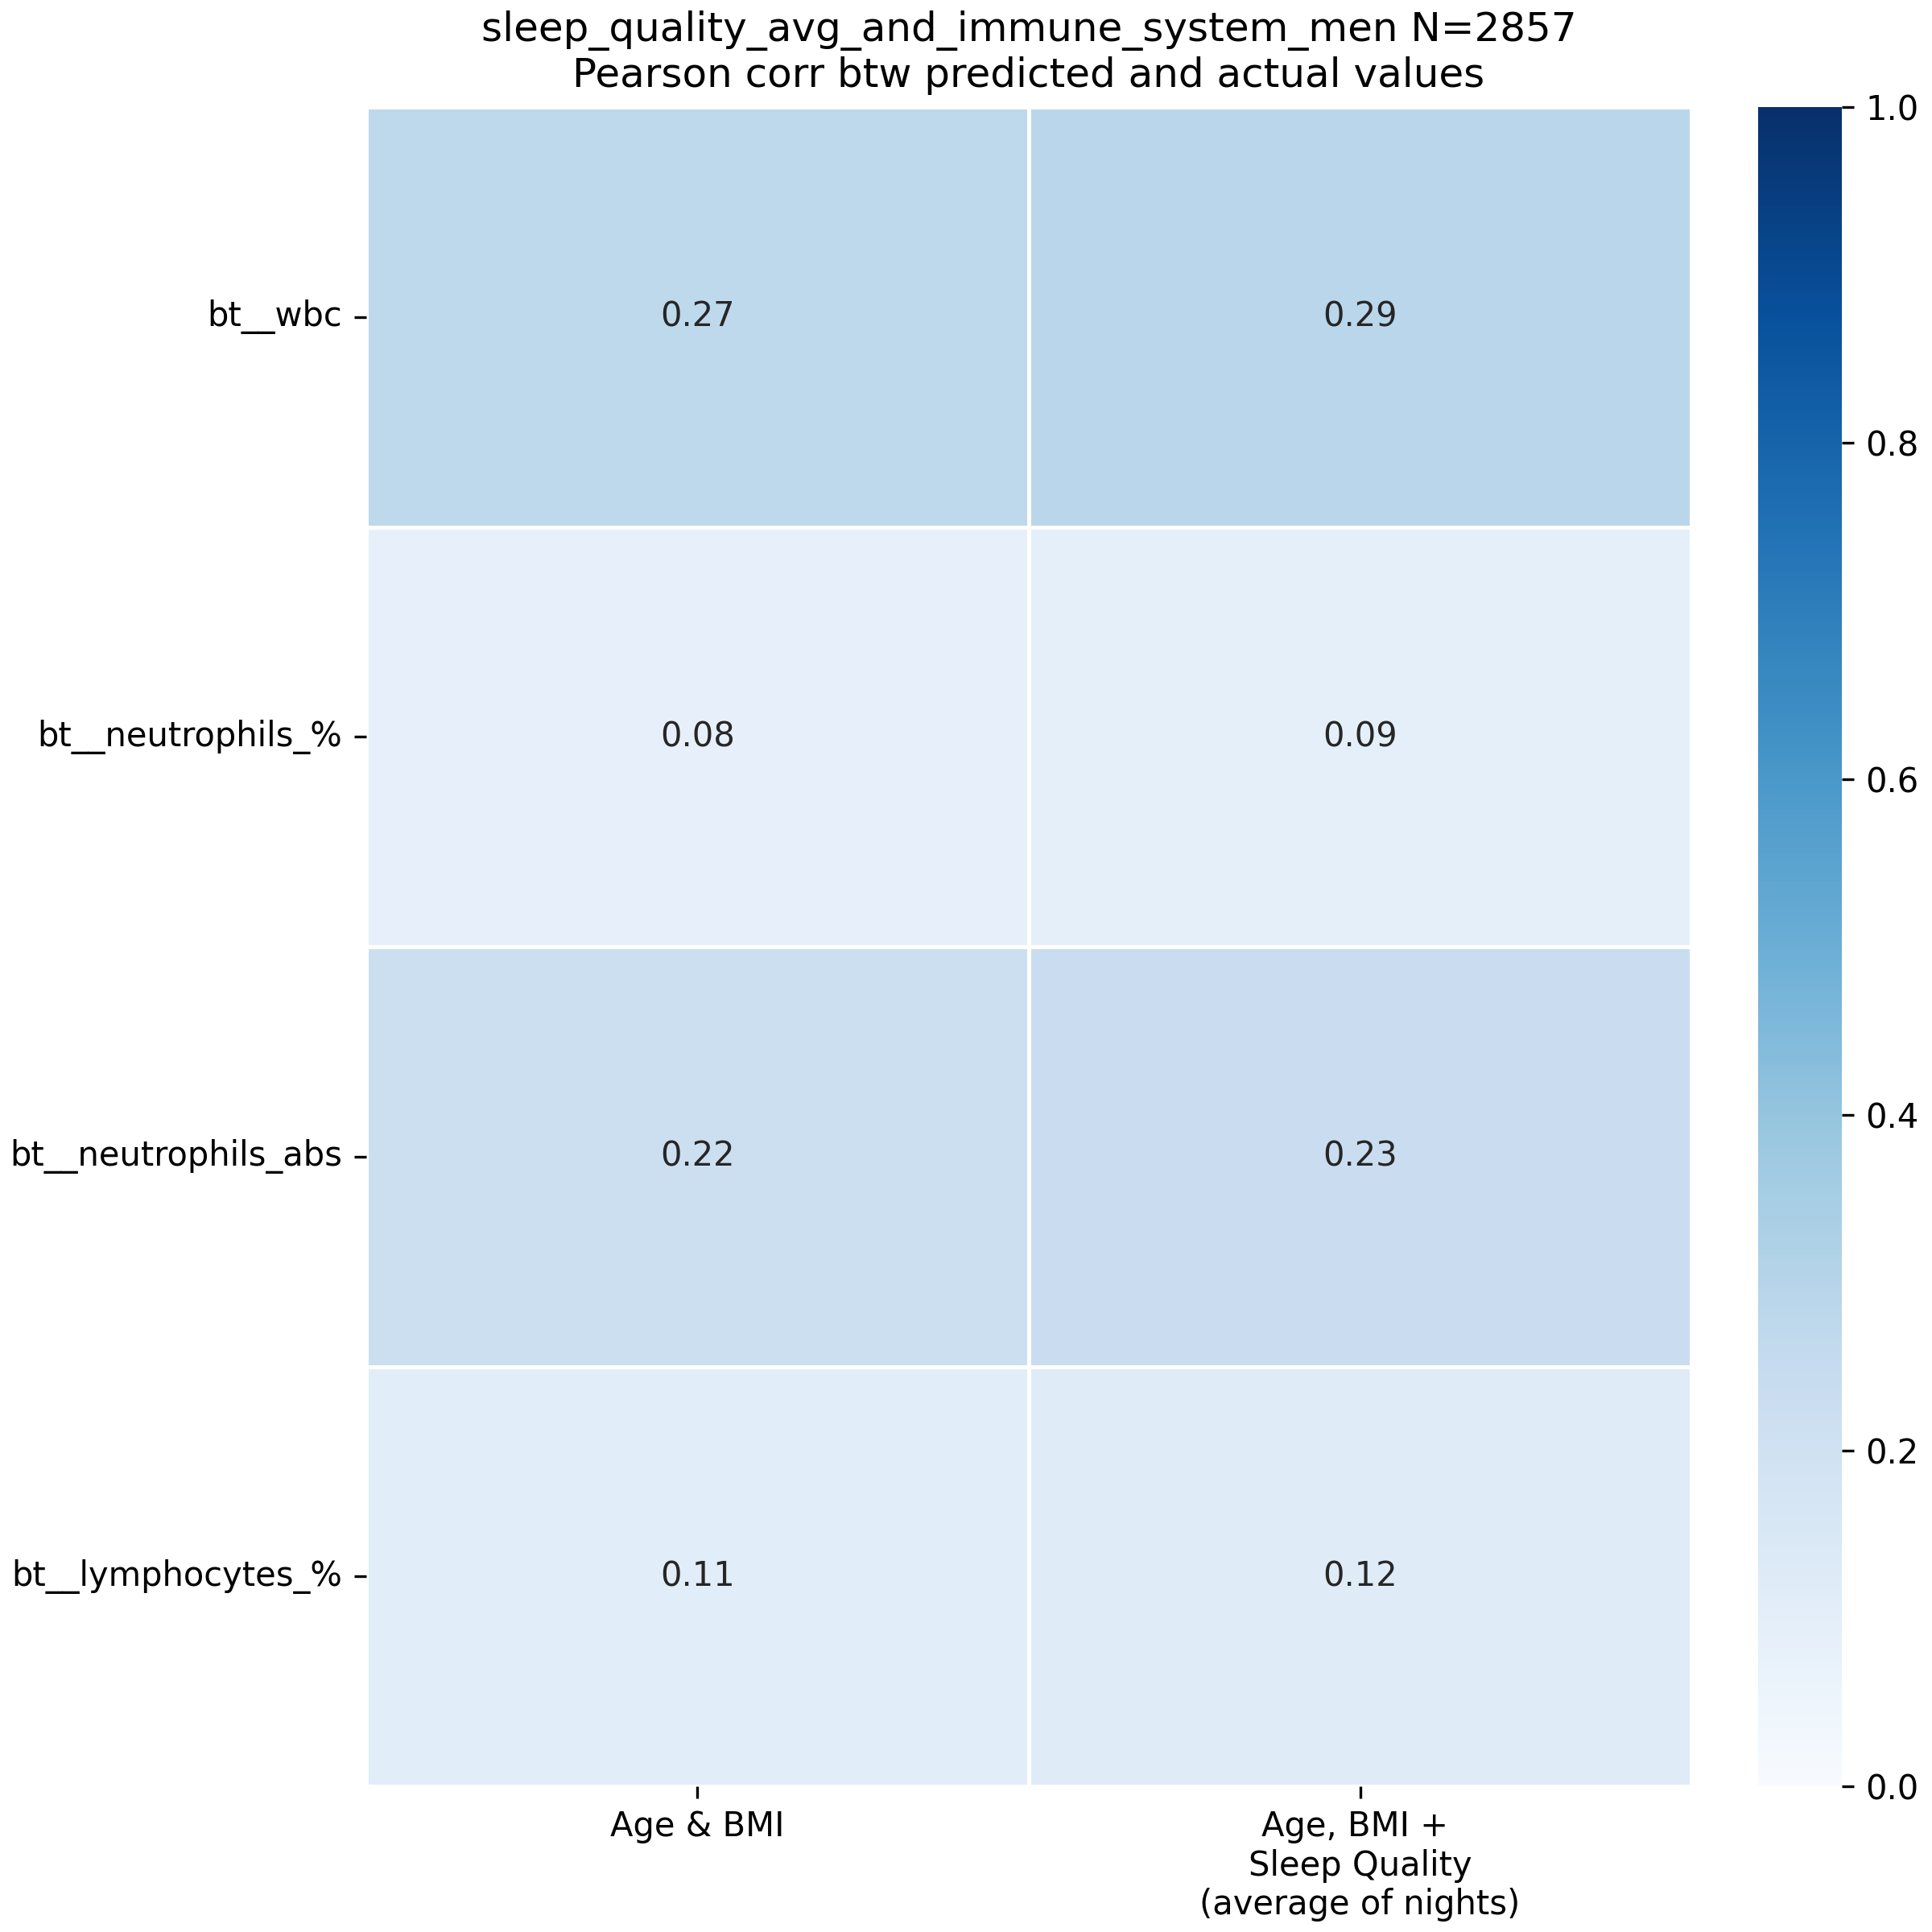 sleep_quality_avg_and_immune_system_men N=2857
Pearson corr btw predicted and actual values
bt__wbc
0.27
0.29
bt__neutrophils_%
0.08
0.09
bt__neutrophils_abs
0.22
0.23
bt__lymphocytes_%
0.11
0.12
Age & BMI
Age, BMI +
Sleep Quality
(average of nights)
1.0
0.8
0.6
0.4
0.2
0.0